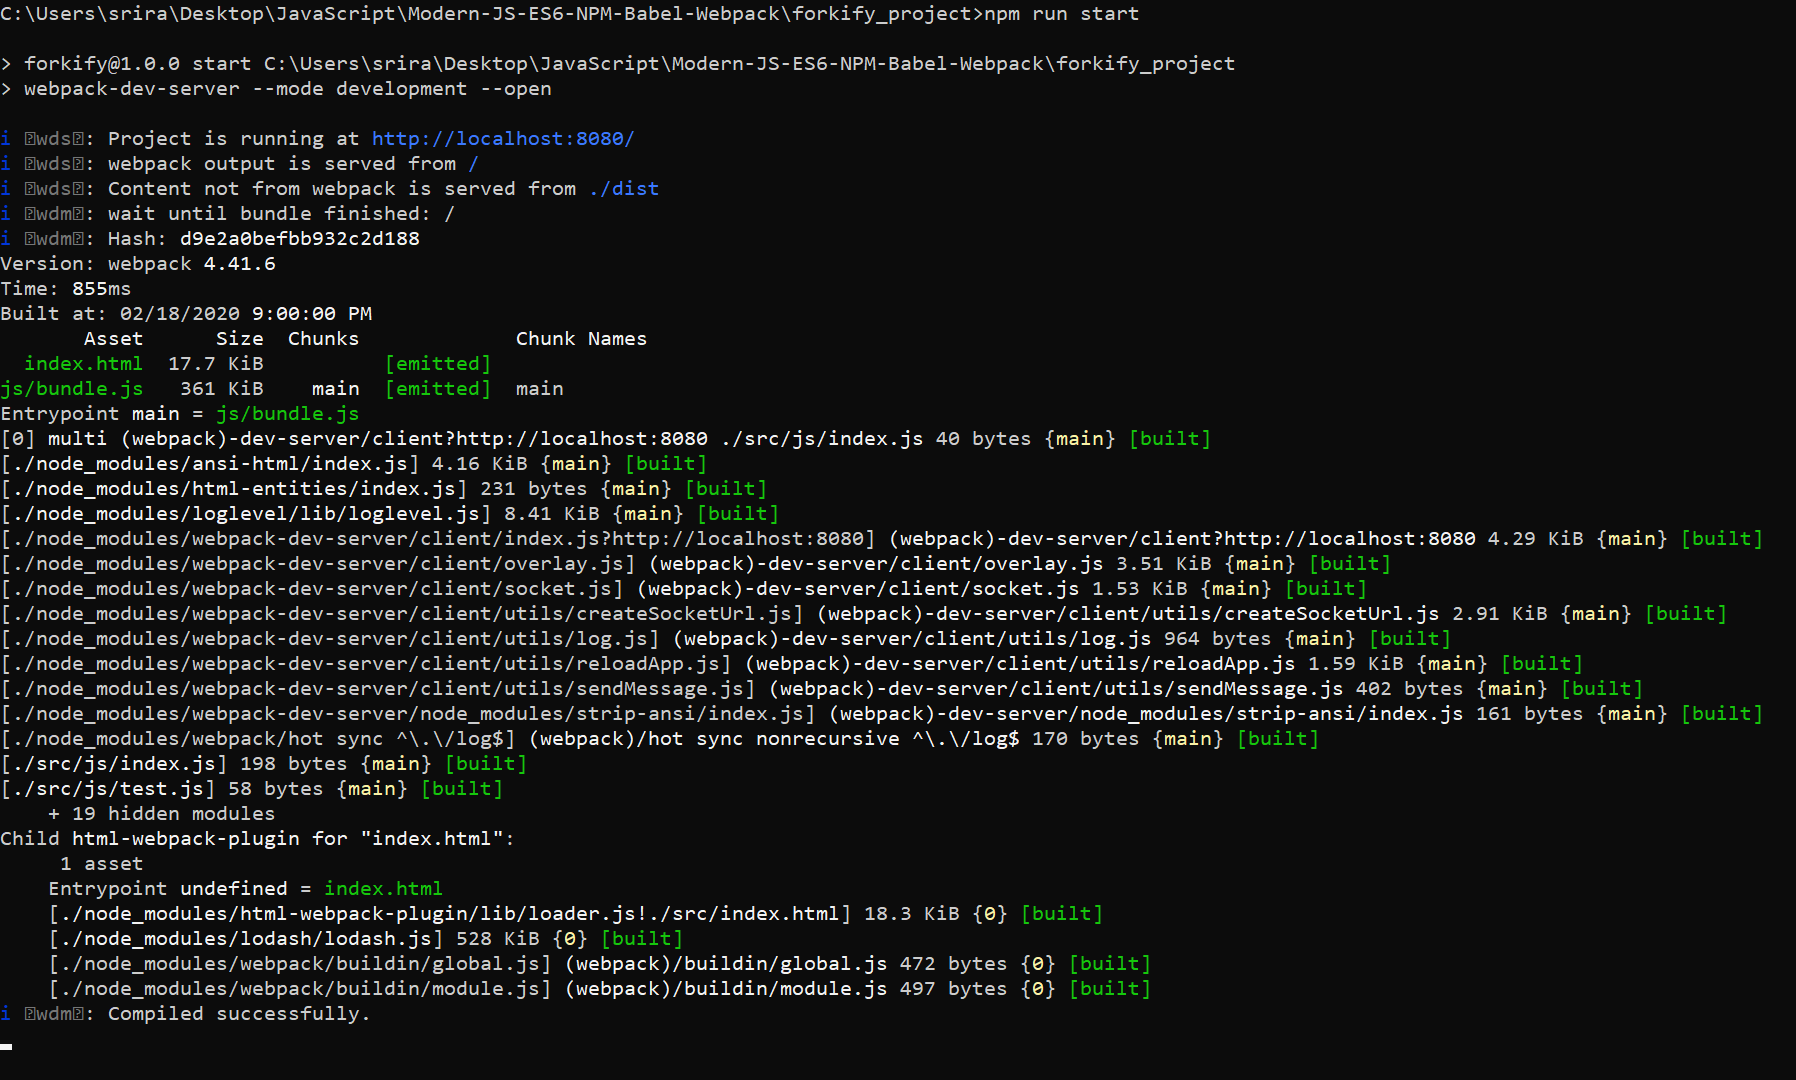 C:\Users\srira\Desktop\JavaScript\Modern-JS-ES6-NPM-Babel-Webpack\forkify_project>npm run start
> forkify@1.0.0 start C:\Users\srira\Desktop\JavaScript\Modern-JS-ES6-NPM-Babel-Webpack\forkify_project
> webpack-dev-server --mode development --open
i ⍰wds⍰: Project is running at http://localhost:8080/
i ⍰wds⍰: webpack output is served from /
i ⍰wds⍰: Content not from webpack is served from ./dist
i ⍰wdm⍰: wait until bundle finished: /
i ⍰wdm⍰: Hash: d9e2a0befbb932c2d188
Version: webpack 4.41.6
Time: 855ms
Built at: 02/18/2020 9:00:00 PM
Asset Size Chunks Chunk Names
index.html 17.7 KiB [emitted]
js/bundle.js 361 KiB main [emitted] main
Entrypoint main = js/bundle.js
[0] multi (webpack)-dev-server/client?http://localhost:8080 ./src/js/index.js 40 bytes {main} [built]
[./node_modules/ansi-html/index.js] 4.16 KiB {main} [built]
[./node_modules/html-entities/index.js] 231 bytes {main} [built]
[./node_modules/loglevel/lib/loglevel.js] 8.41 KiB {main} [built]
[./node_modules/webpack-dev-server/client/index.js?http://localhost:8080] (webpack)-dev-server/client?http://localhost:8080 4.29 KiB {main} [built]
[./node_modules/webpack-dev-server/client/overlay.js] (webpack)-dev-server/client/overlay.js 3.51 KiB {main} [built]
[./node_modules/webpack-dev-server/client/socket.js] (webpack)-dev-server/client/socket.js 1.53 KiB {main} [built]
[./node_modules/webpack-dev-server/client/utils/createSocketUrl.js] (webpack)-dev-server/client/utils/createSocketUrl.js 2.91 KiB {main} [built]
[./node_modules/webpack-dev-server/client/utils/log.js] (webpack)-dev-server/client/utils/log.js 964 bytes {main} [built]
[./node_modules/webpack-dev-server/client/utils/reloadApp.js] (webpack)-dev-server/client/utils/reloadApp.js 1.59 KiB {main} [built]
[./node_modules/webpack-dev-server/client/utils/sendMessage.js] (webpack)-dev-server/client/utils/sendMessage.js 402 bytes {main} [built]
[./node_modules/webpack-dev-server/node_modules/strip-ansi/index.js] (webpack)-dev-server/node_modules/strip-ansi/index.js 161 bytes {main} [built]
[./node_modules/webpack/hot sync ^\.\/log$] (webpack)/hot sync nonrecursive ^\.\/log$ 170 bytes {main} [built]
[./src/js/index.js] 198 bytes {main} [built]
[./src/js/test.js] 58 bytes {main} [built]
+ 19 hidden modules
Child html-webpack-plugin for "index.html":
1 asset
Entrypoint undefined = index.html
[./node_modules/html-webpack-plugin/lib/loader.js!./src/index.html] 18.3 KiB {0} [built]
[./node_modules/lodash/lodash.js] 528 KiB {0} [built]
[./node_modules/webpack/buildin/global.js] (webpack)/buildin/global.js 472 bytes {0} [built]
[./node_modules/webpack/buildin/module.js] (webpack)/buildin/module.js 497 bytes {0} [built]
i ⍰wdm⍰: Compiled successfully.